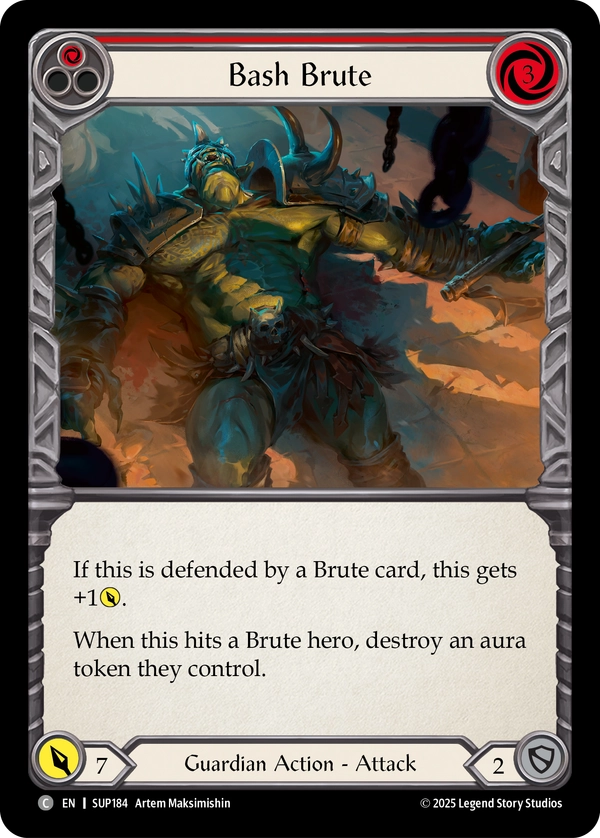 Bash Brute
3
If this is defended by a Brute card, this gets
+1.
When this hits a Brute hero, destroy an aura
token they control.
7
Guardian Action - Attack
2
C EN | SUP184 Artem Maksimishin
© 2025 Legend Story Studios